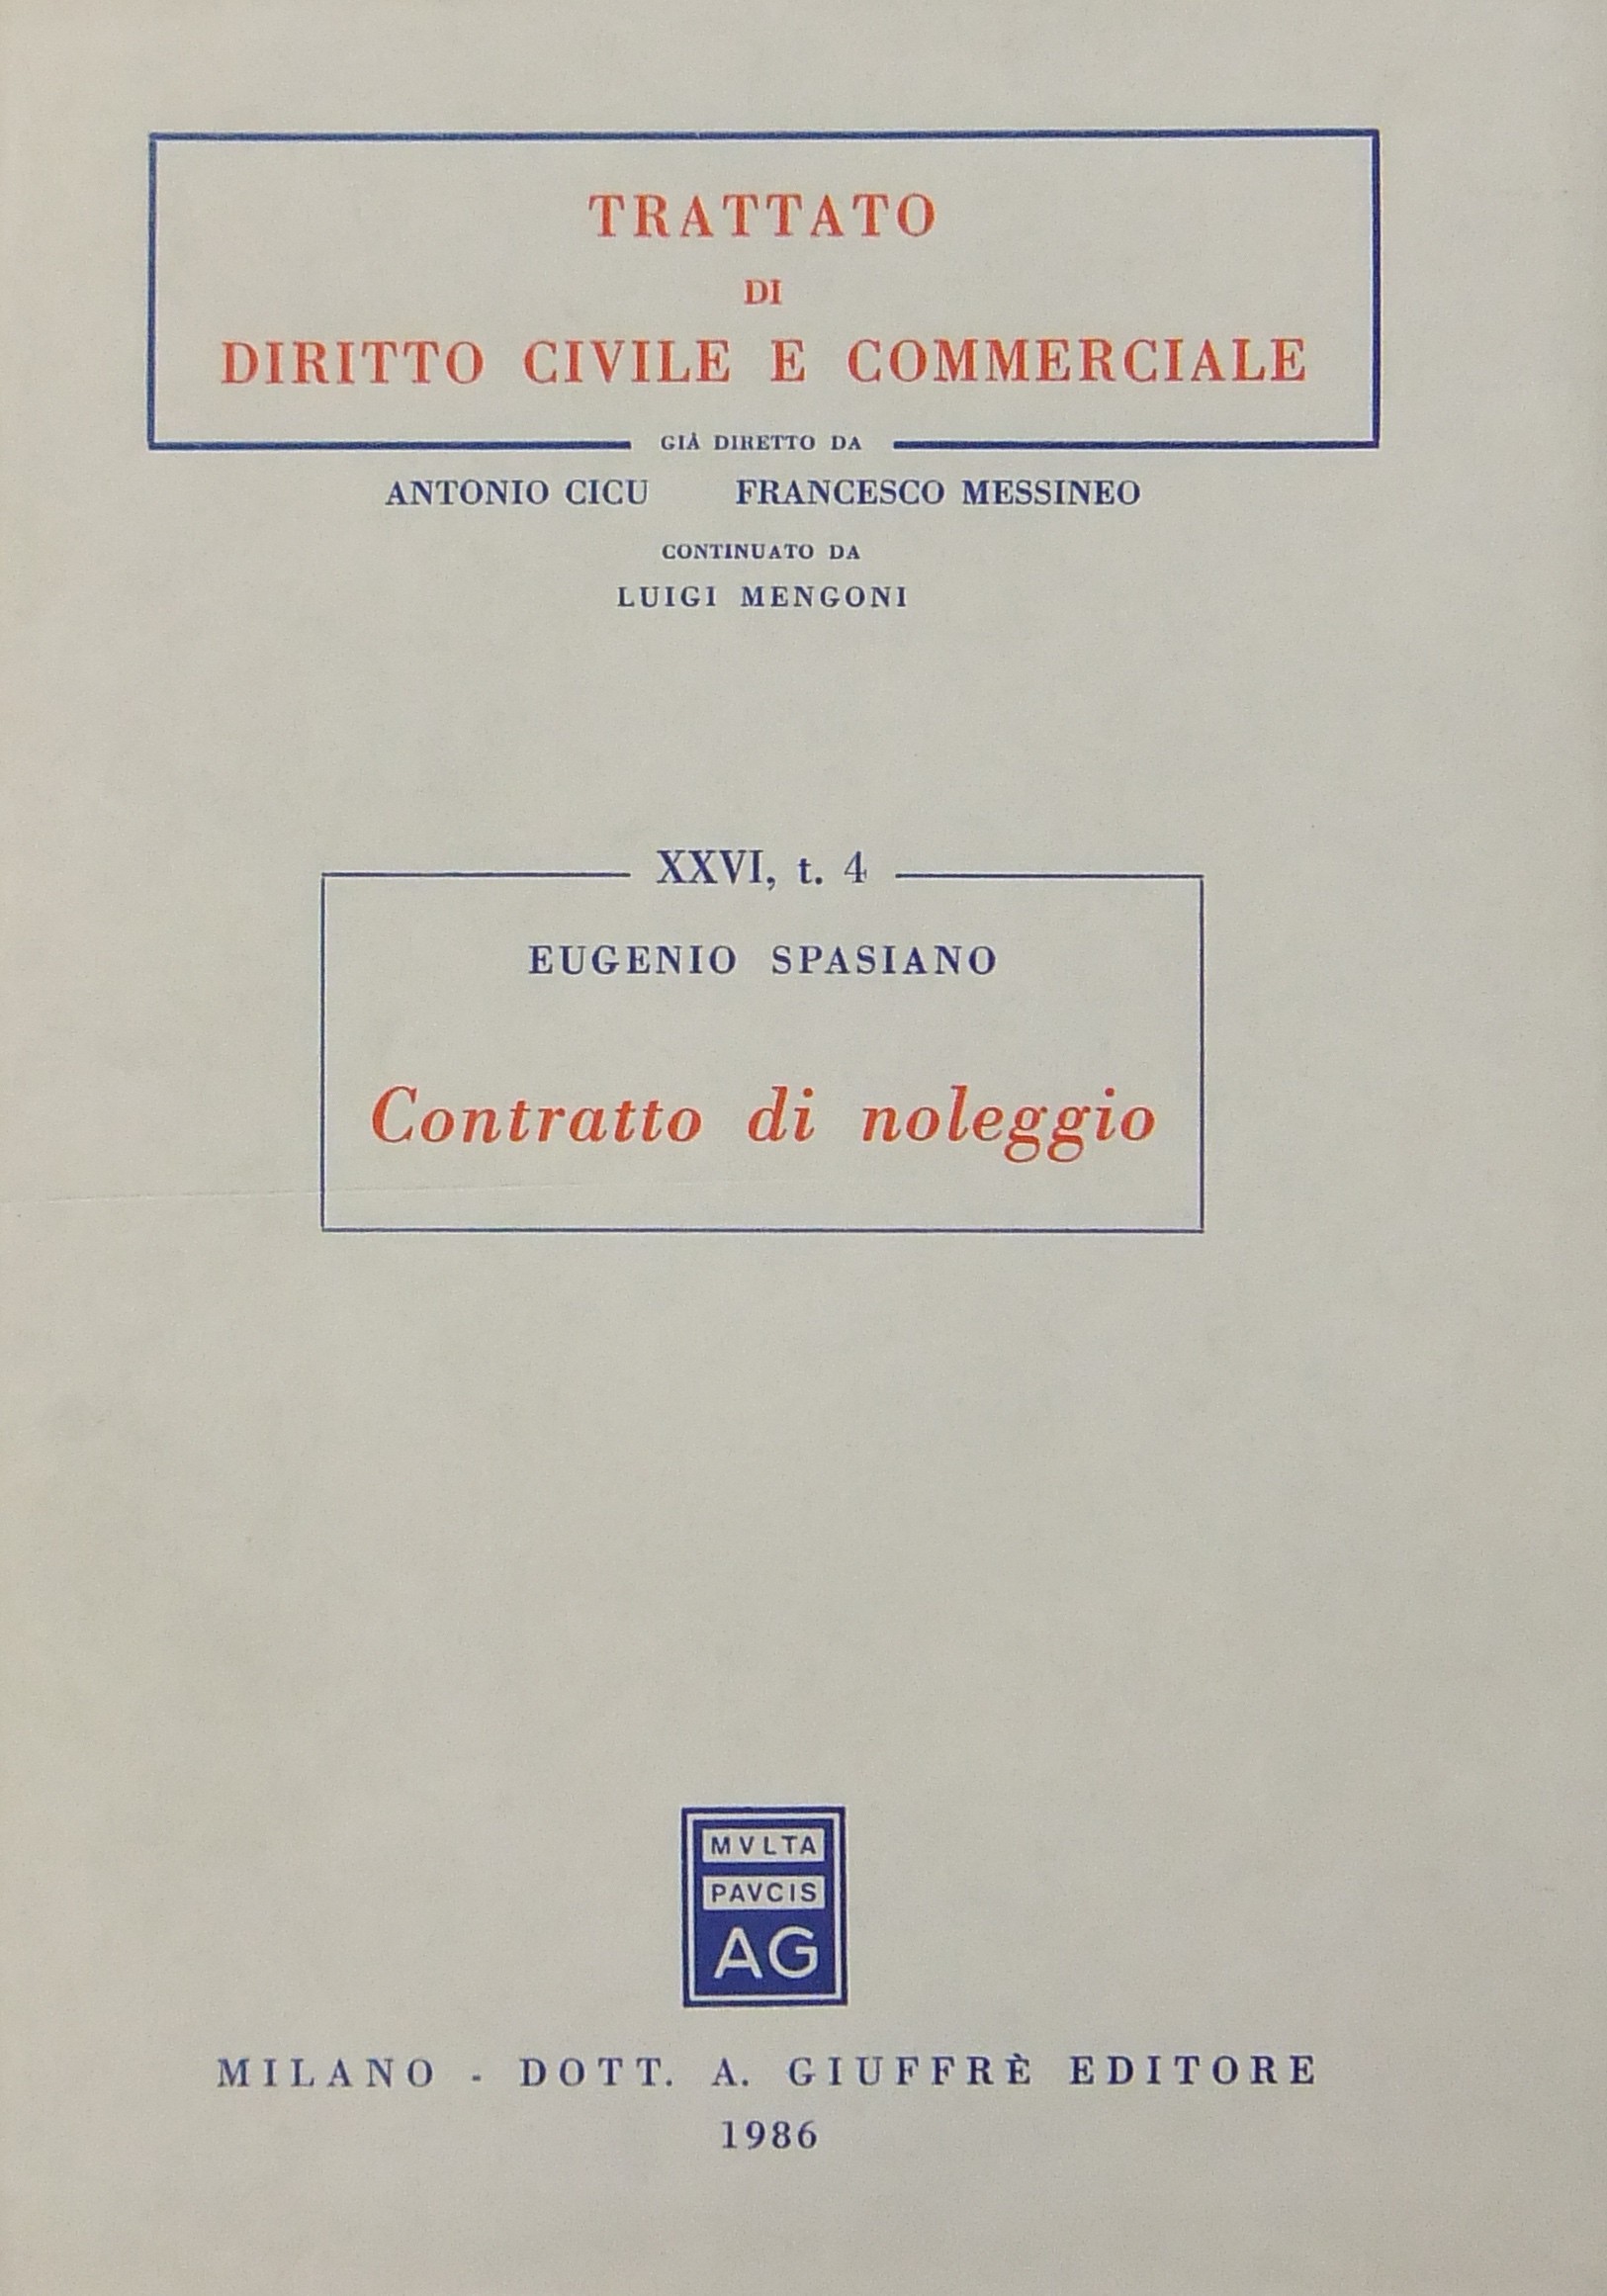 TRATTATO
DI
DIRITTO CIVILE E COMMERCIALE
GIÀ DIRETTO DA
ANTONIO CICU FRANCESCO MESSINEO
CONTINUATO DA
LUIGI MENGONI
XXVI, t. 4
EUGENIO SPASIANO
Contratto di noleggio
MVLTA
PAVCIS
AG
MILANO - DOTT. A. GIUFFRÈ EDITORE
1986